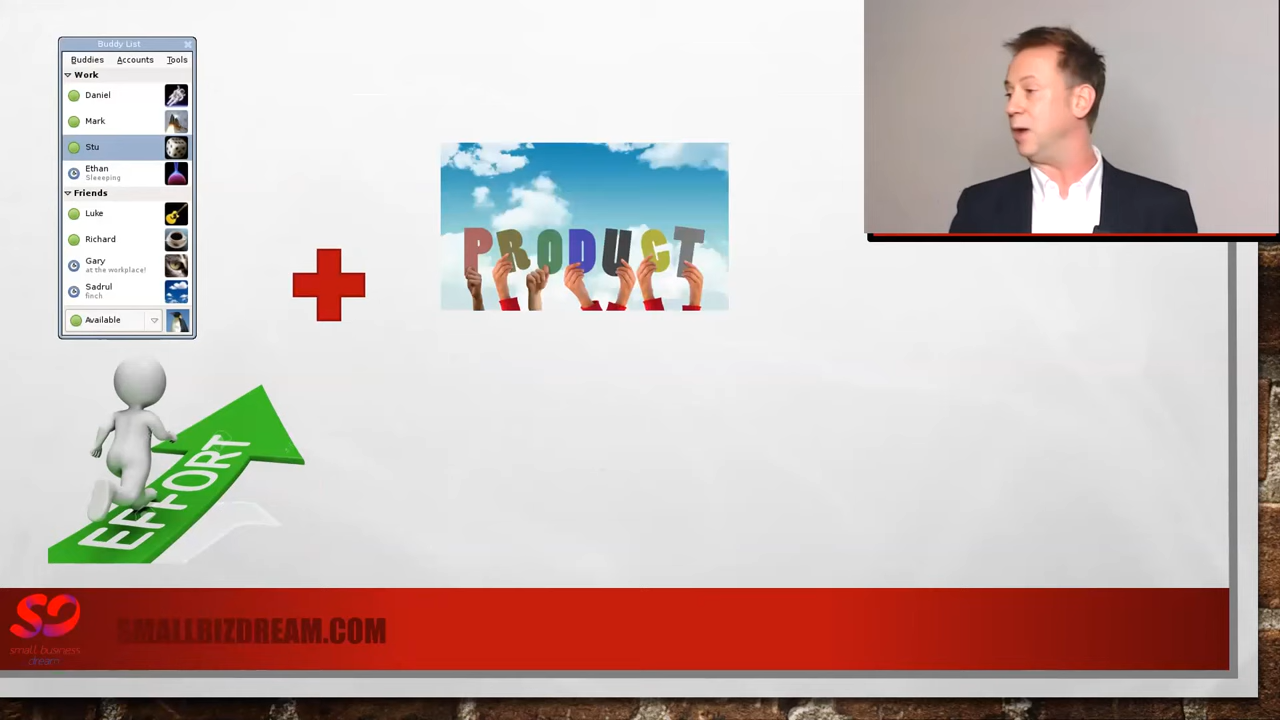 Buddy List
Buddies Accounts Tools
Work
Daniel
Mark
Stu
Ethan
Sleeeping
Friends
Luke
Richard
Gary
at the workplace!
Sadrul
finch
Available
PRODUCT
EFFORT
SMALLBIZDREAM.COM
small business
dream